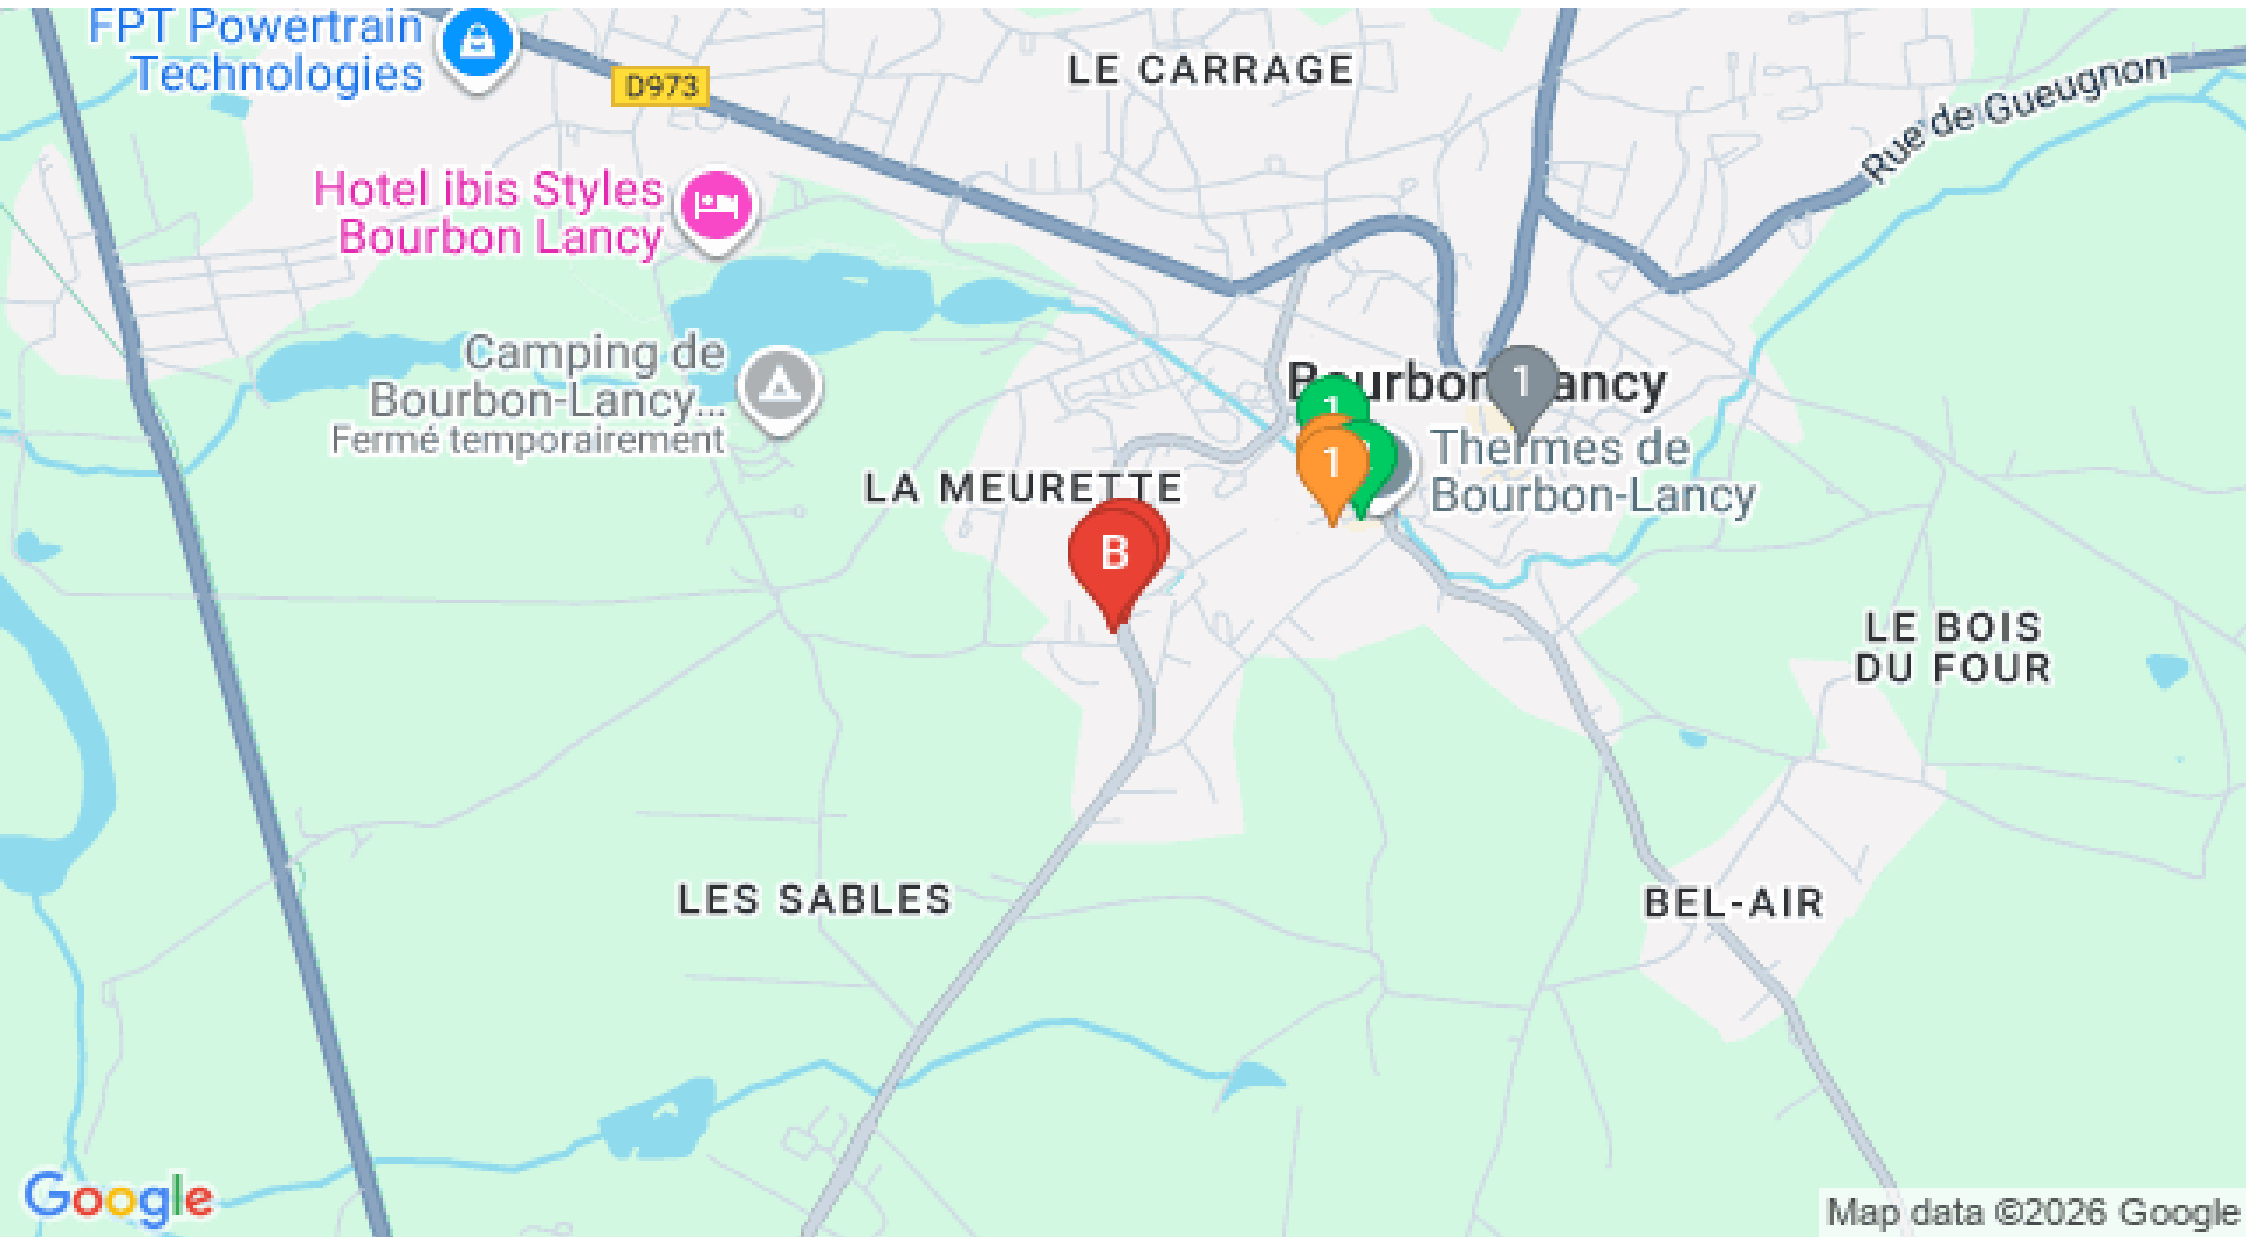 FPT Powertrain
Technologies
D973
LE CARRAGE
Rue de Gueugnon
Hotel ibis Styles
Bourbon Lancy
Camping de
Bourbon-Lancy...
Fermé temporairement
Bourbon-Lancy
1
1
1
Thermes de
Bourbon-Lancy
LA MEURETTE
B
LE BOIS
DU FOUR
LES SABLES
BEL-AIR
Google
Map data ©2026 Google